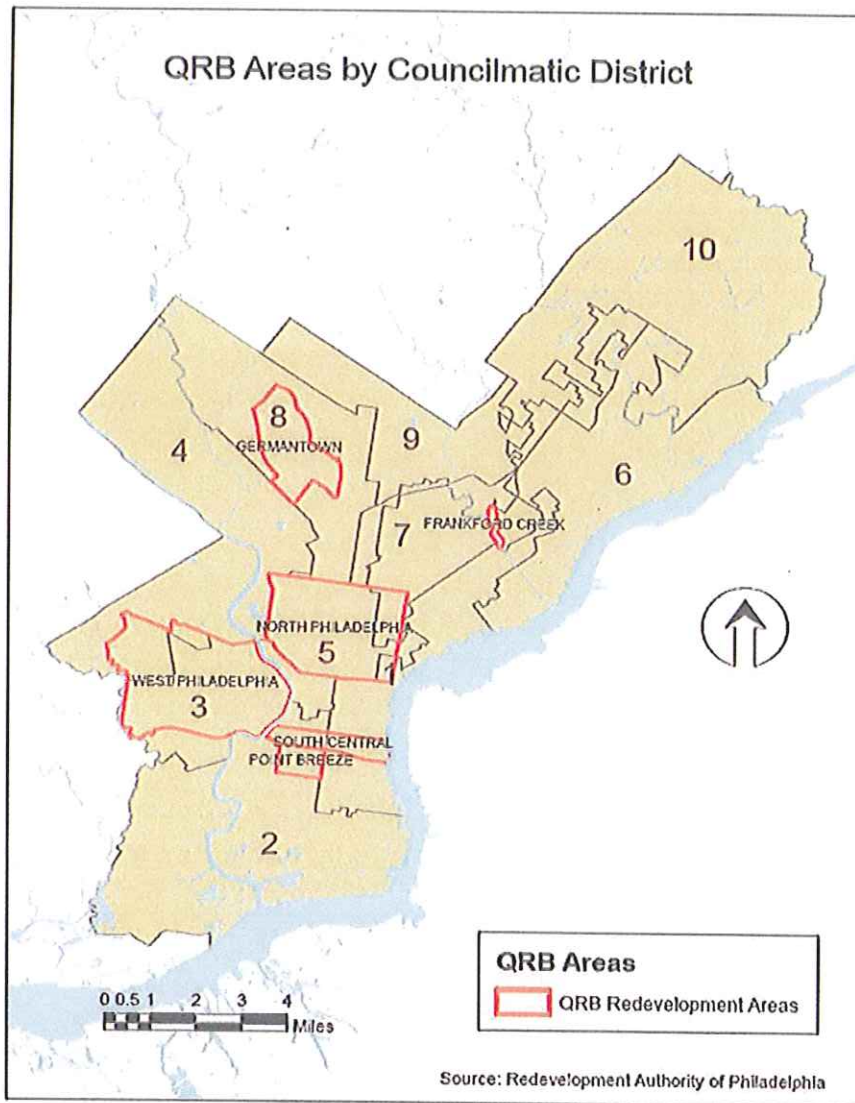 QRB Areas by Councilmatic District
10
8
GERMANTOWN
4
9
6
7
FRANKFORD CREEK
NORTH PHILADELPHIA
5
WEST PHILADELPHIA
3
SOUTH CENTRAL
POINT BREEZE
2
QRB Areas
QRB Redevelopment Areas
0 0.5 1 2 3 4
Miles
Source: Redevelopment Authority of Philadelphia